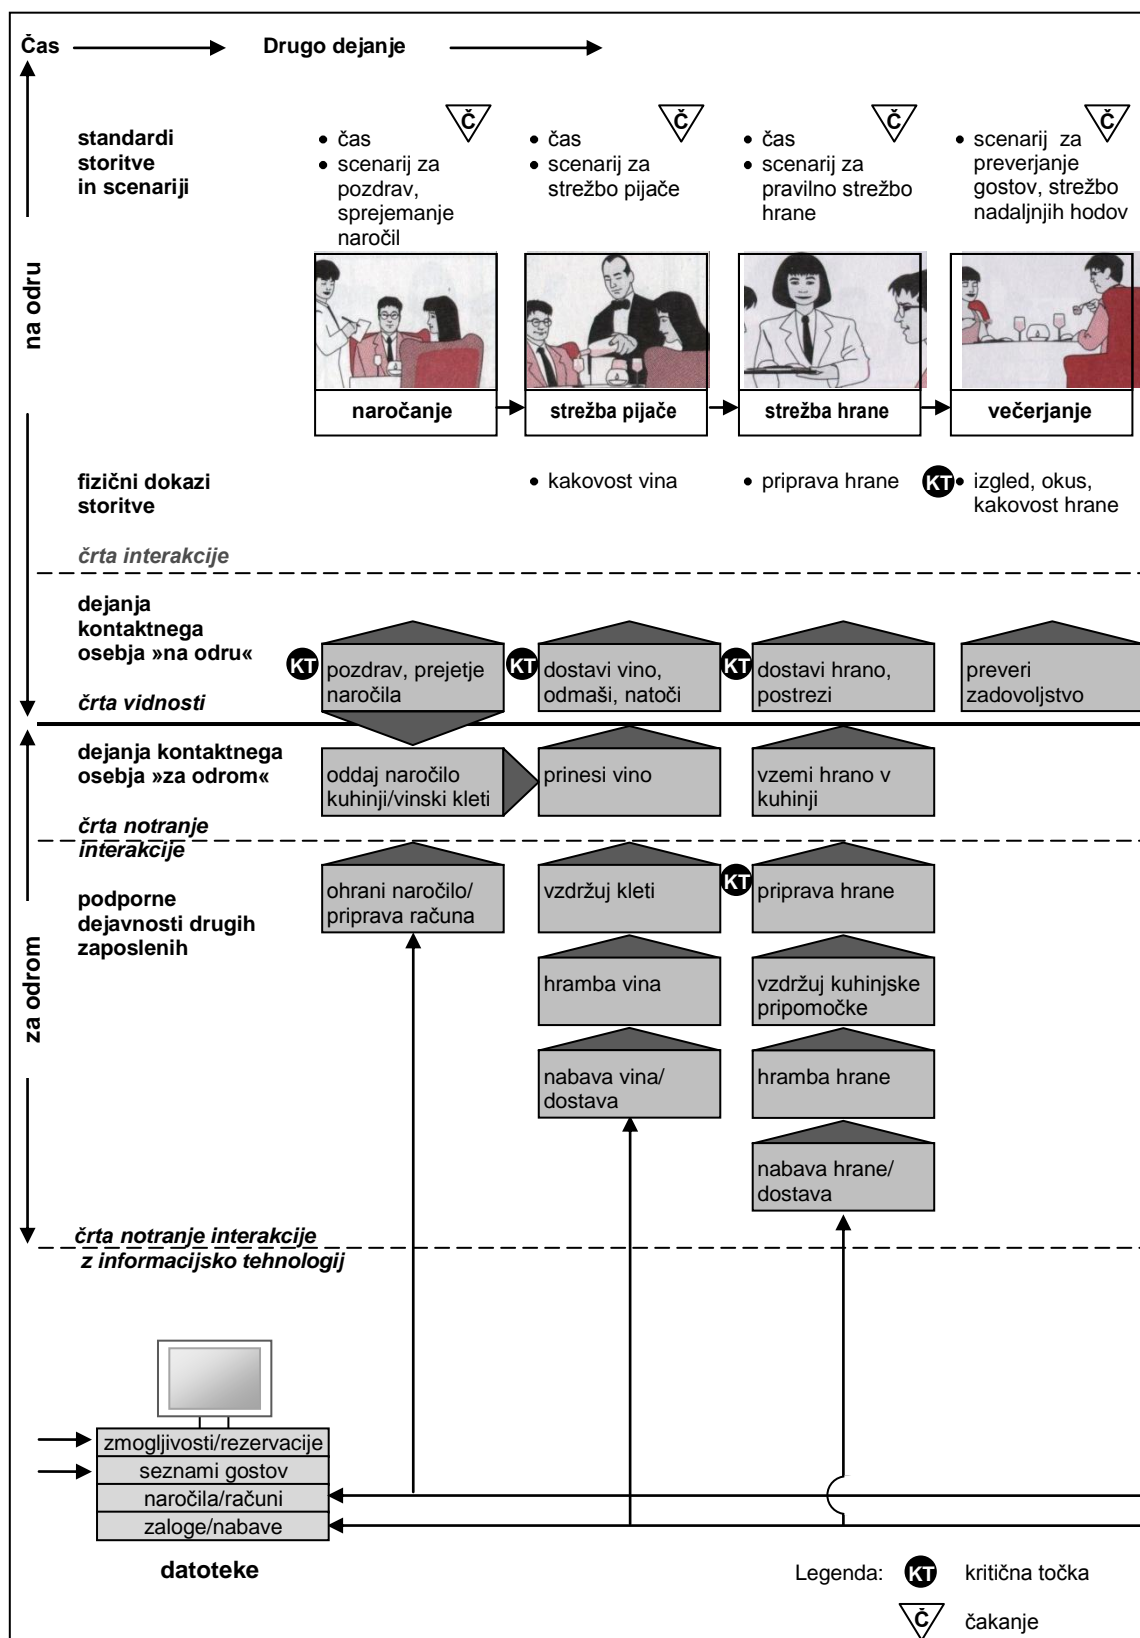 Čas
Drugo dejanje
na odru
za odrom
standardi
storitve
in scenariji
• čas
• scenarij za
pozdrav,
sprejemanje
naročil
Č
• čas
• scenarij za
strežbo pijače
Č
• čas
• scenarij za
pravilno strežbo
hrane
Č
• scenarij za
preverjanje
gostov, strežbo
nadaljnjih hodov
Č
naročanje
strežba pijače
strežba hrane
večerjanje
fizični dokazi
storitve
• kakovost vina
• priprava hrane
KT
• izgled, okus,
kakovost hrane
črta interakcije
dejanja
kontaktnega
osebja »na odru«
KT
pozdrav, prejetje
naročila
KT
dostavi vino,
odmaši, natoči
KT
dostavi hrano,
postrezi
preveri
zadovoljstvo
črta vidnosti
dejanja kontaktnega
osebja »za odrom«
oddaj naročilo
kuhinji/vinski kleti
prinesi vino
vzemi hrano v
kuhinji
črta notranje
interakcije
podporne
dejavnosti drugih
zaposlenih
ohrani naročilo/
priprava računa
vzdržuj kleti
KT
priprava hrane
hramba vina
vzdržuj kuhinjske
pripomočke
nabava vina/
dostava
hramba hrane
nabava hrane/
dostava
črta notranje interakcije
z informacijsko tehnologij
zmogljivosti/rezervacije
seznami gostov
naročila/računi
zaloge/nabave
datoteke
Legenda:
KT
kritična točka
Č
čakanje